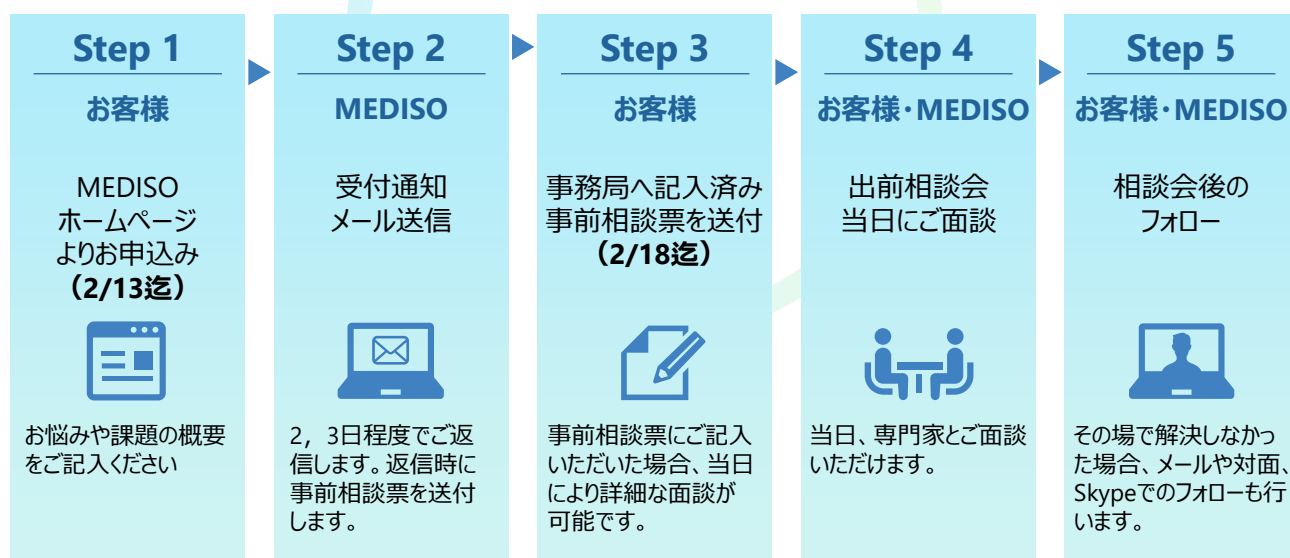 Step 1
お客様
MEDISO
ホームページ
よりお申込み
（2/13迄）
お悩みや課題の概要
をご記入ください
Step 2
MEDISO
受付通知
メール送信
2，3日程度でご返
信します。返信時に
事前相談票を送付
します。
Step 3
お客様
事務局へ記入済み
事前相談票を送付
（2/18迄）
事前相談票にご記入
いただいた場合、当日
により詳細な面談が
可能です。
Step 4
お客様・MEDISO
出前相談会
当日にご面談
当日、専門家とご面談
いただけます。
Step 5
お客様・MEDISO
相談会後の
フォロー
その場で解決しなかっ
た場合、メールや対面、
Skypeでのフォローも行
います。